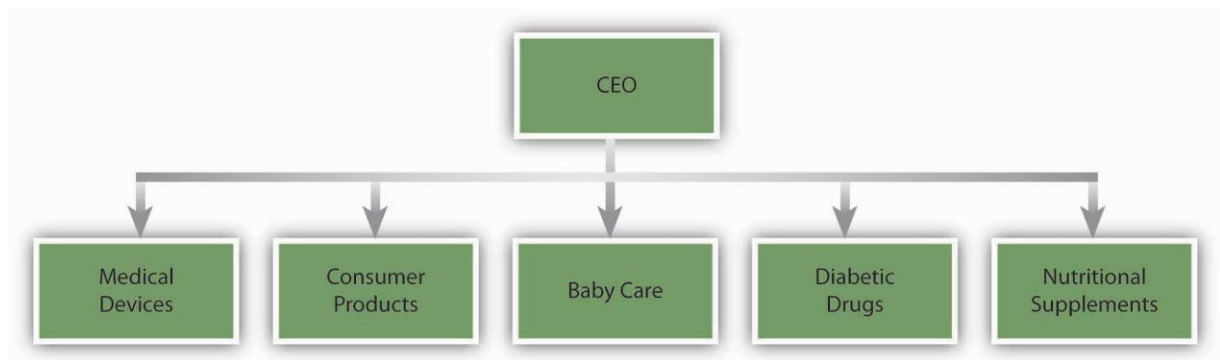 CEO
Medical
Devices
Consumer
Products
Baby Care
Diabetic
Drugs
Nutritional
Supplements